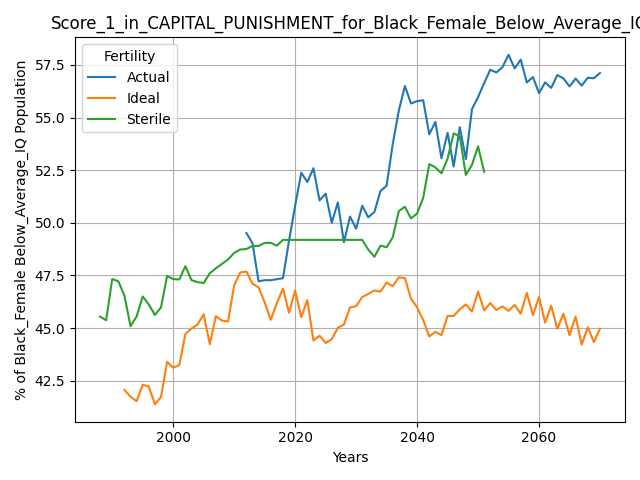 Score_1_in_CAPITAL_PUNISHMENT_for_Black_Female_Below_Average_IQ
% of Black_Female Below_Average_IQ Population
57.5
55.0
52.5
50.0
47.5
45.0
42.5
Fertility
Actual
Ideal
Sterile
2000
2020
2040
2060
Years